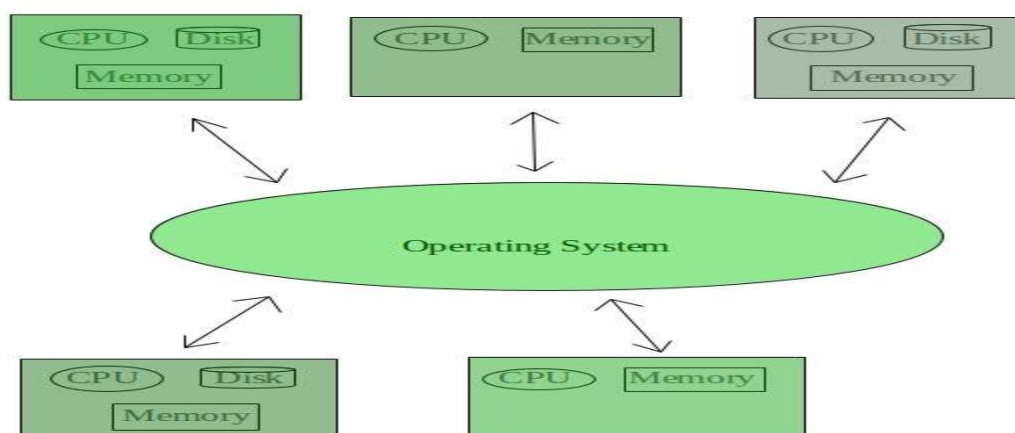 CPU Disk
Memory
CPU Memory
CPU Disk
Memory
Operating System
CPU Disk
Memory
CPU Memory